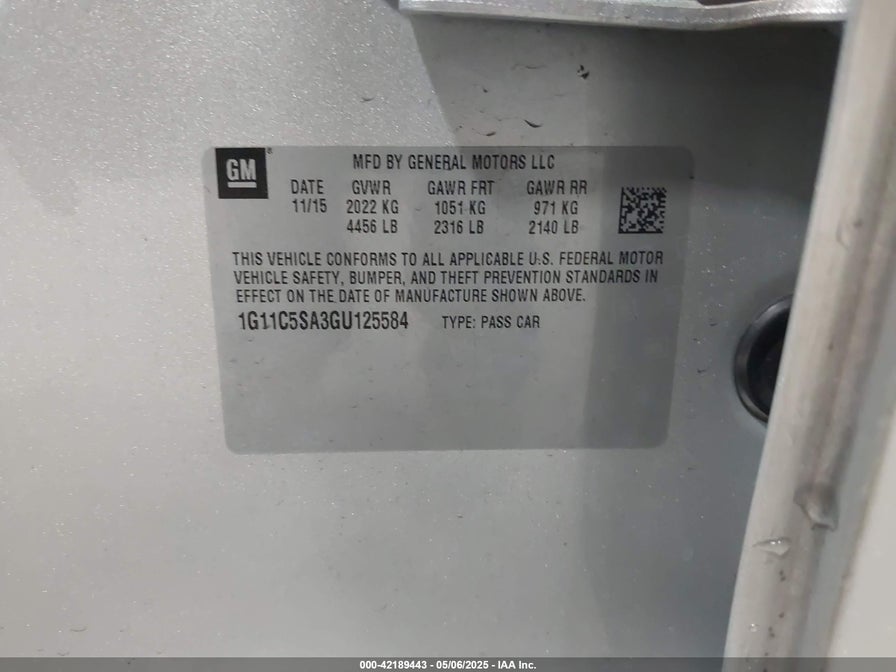 GM ®
MFD BY GENERAL MOTORS LLC
DATE GVWR GAWR FRT GAWR RR
11/15 2022 KG 1051 KG 971 KG
4456 LB 2316 LB 2140 LB
THIS VEHICLE CONFORMS TO ALL APPLICABLE U.S. FEDERAL MOTOR
VEHICLE SAFETY, BUMPER, AND THEFT PREVENTION STANDARDS IN
EFFECT ON THE DATE OF MANUFACTURE SHOWN ABOVE.
1G11C5SA3GU125584 TYPE: PASS CAR
000-42189443 - 05/06/2025 - IAA Inc.